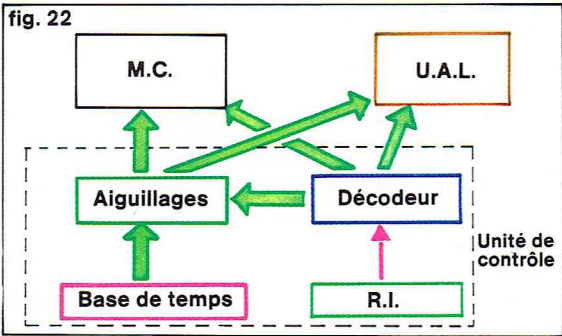 fig. 22
M.C.
U.A.L.
Aiguillages
Décodeur
Unité de
contrôle
Base de temps
R.I.